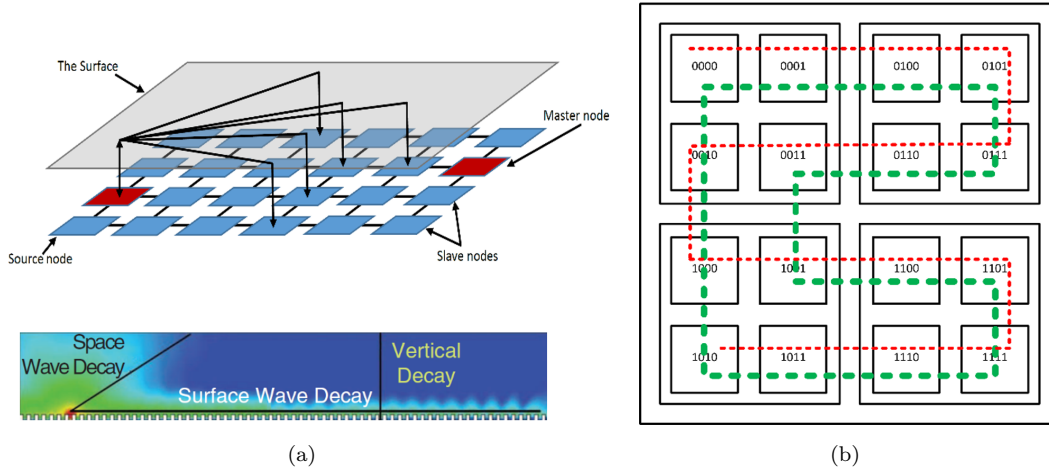 The Surface
Master node
Source node
Slave nodes
Space
Wave Decay
Vertical
Decay
Surface Wave Decay
(a)
0000 0001 0100 0101
0010 0011 0110 0111
1000 1001 1100 1101
1010 1011 1110 1111
(b)